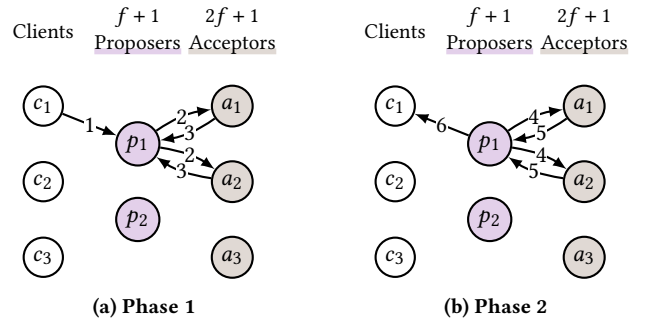 Clients
f + 1
Proposers
2f + 1
Acceptors
c1
c2
c3
p1
p2
a1
a2
a3
1
2
3
2
3
(a) Phase 1
Clients
f + 1
Proposers
2f + 1
Acceptors
c1
c2
c3
p1
p2
a1
a2
a3
6
4
5
4
5
(b) Phase 2